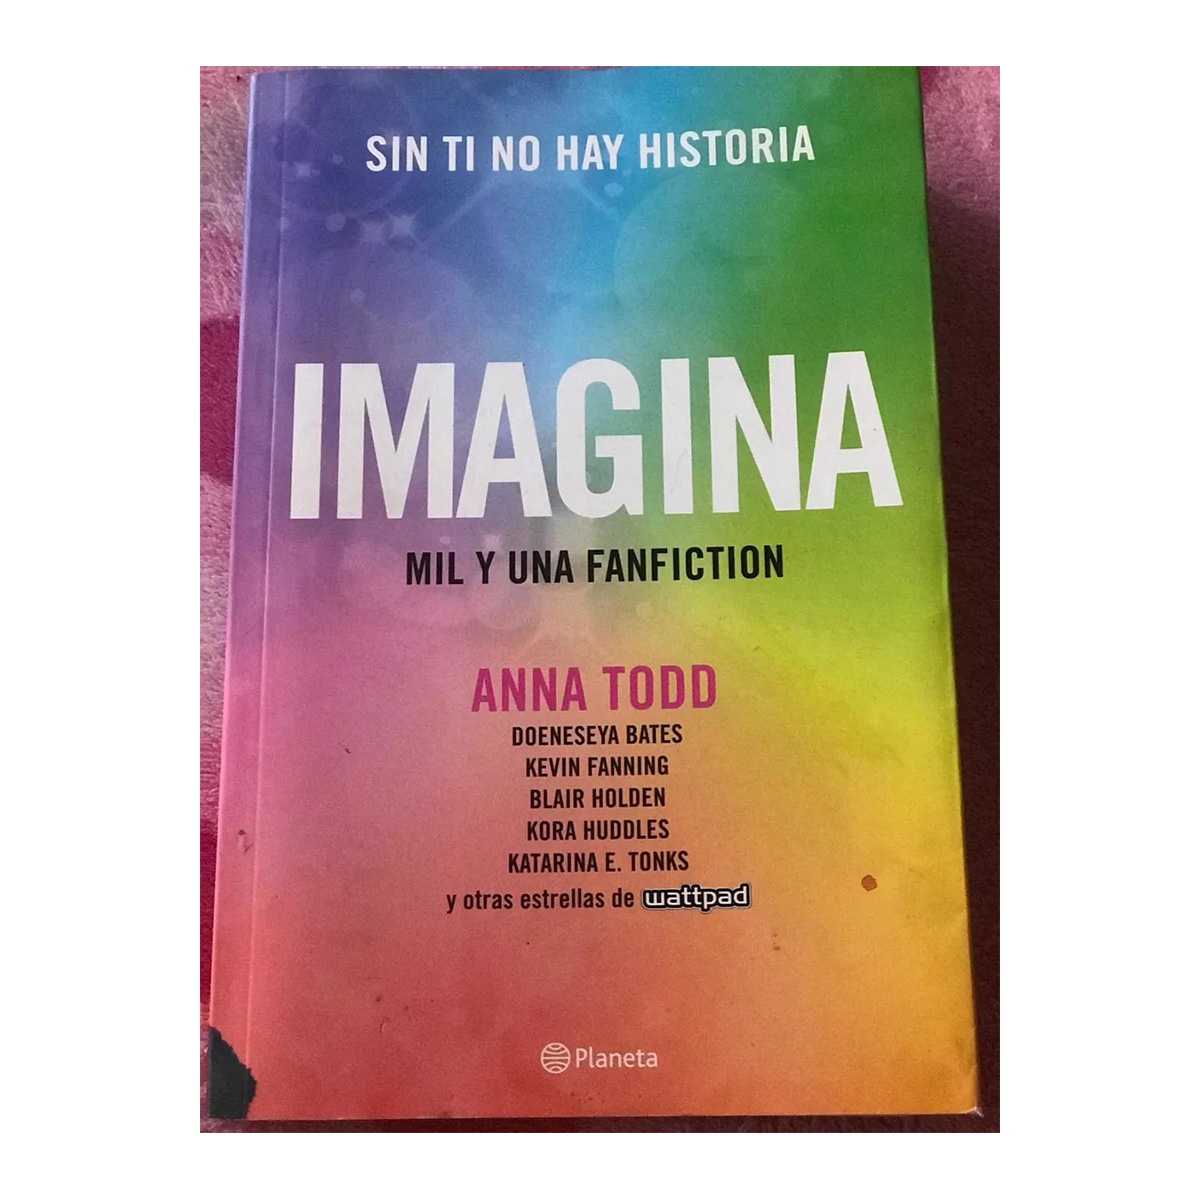 SIN TI NO HAY HISTORIA
IMAGINA
MIL Y UNA FANFICTION
ANNA TODD
DOENESEYA BATES
KEVIN FANNING
BLAIR HOLDEN
KORA HUDDLES
KATARINA E. TONKS
y otras estrellas de wattpad
Planeta